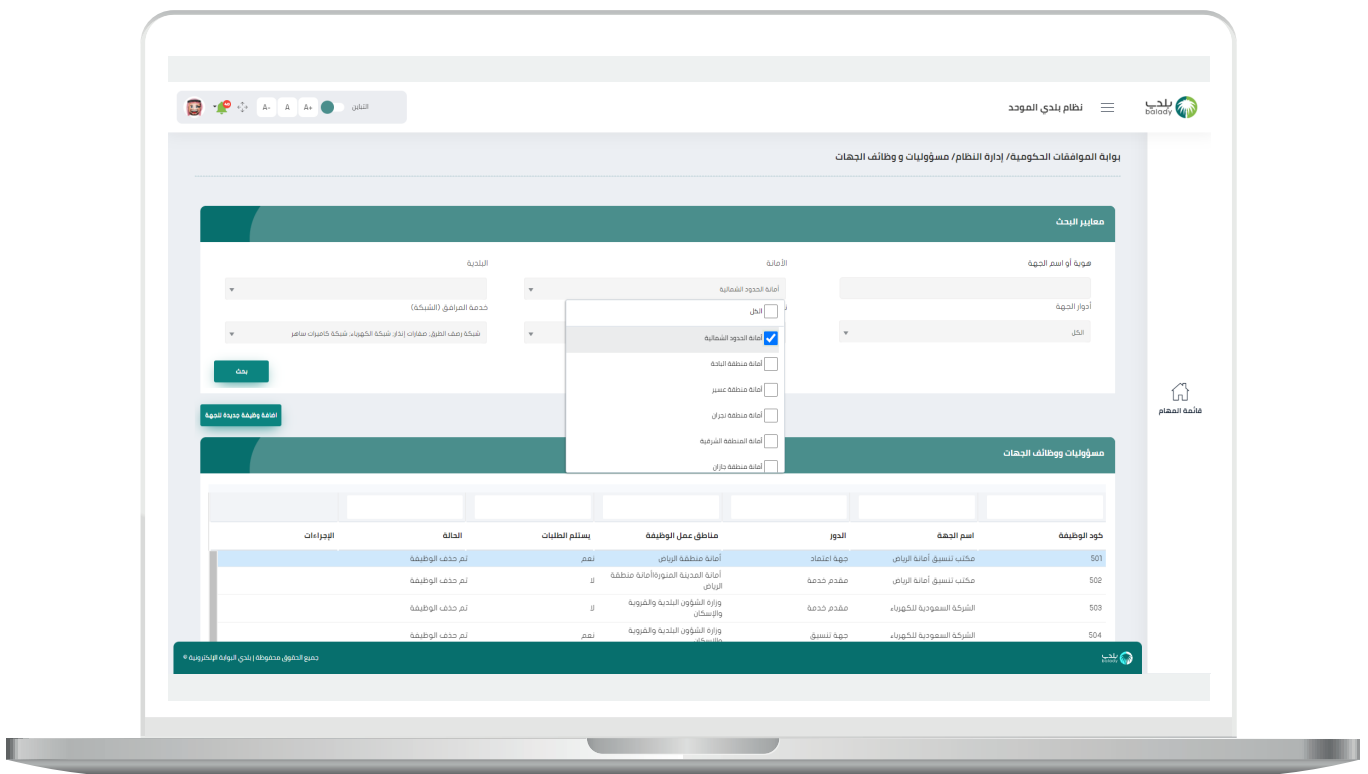 بلدي
balady
نظام بلدي الموحد
التباين
A+
A
A-
بوابة الموافقات الحكومية/ إدارة النظام/ مسؤوليات و وظائف الجهات
معايير البحث
هوية أو اسم الجهة
الأمانة
البلدية
أمانة الحدود الشمالية
أدوار الجهة
خدمة المرافق (الشبكة)
الكل
شبكة رصف الطرق, صفارات إنذار, شبكة الكهرباء, شبكة كاميرات ساهر
الكل
أمانة الحدود الشمالية
أمانة منطقة الباحة
أمانة منطقة عسير
أمانة منطقة نجران
أمانة المنطقة الشرقية
أمانة منطقة جازان
بحث
اضافة وظيفة جديدة للجهة
قائمة المهام
مسؤوليات ووظائف الجهات
كود الوظيفة اسم الجهة الدور مناطق عمل الوظيفة يستلم الطلبات الحالة الإجراءات
501 مكتب تنسيق أمانة الرياض جهة اعتماد أمانة منطقة الرياض نعم تم حذف الوظيفة
502 مكتب تنسيق أمانة الرياض مقدم خدمة أمانة المدينة المنورة|أمانة منطقة الرياض لا تم حذف الوظيفة
503 الشركة السعودية للكهرباء مقدم خدمة وزارة الشؤون البلدية والقروية والإسكان لا تم حذف الوظيفة
504 الشركة السعودية للكهرباء جهة تنسيق وزارة الشؤون البلدية والقروية والإسكان نعم تم حذف الوظيفة
بلدي
balady
جميع الحقوق محفوظة | بلدي البوابة الإلكترونية ©